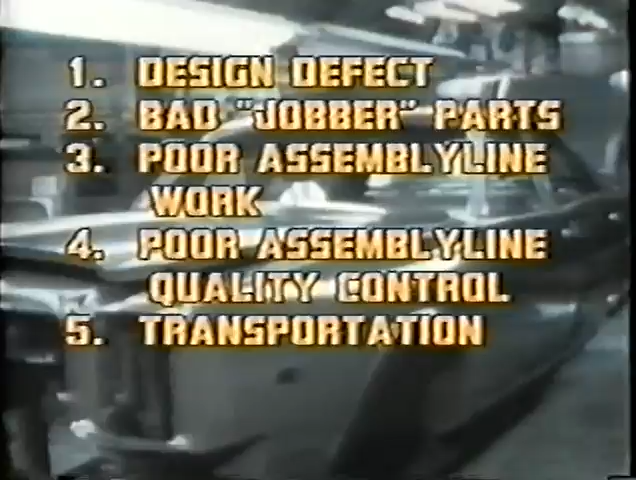 1. DESIGN DEFECT
2. BAD "JOBBER" PARTS
3. POOR ASSEMBLYLINE
WORK
4. POOR ASSEMBLYLINE
QUALITY CONTROL
5. TRANSPORTATION